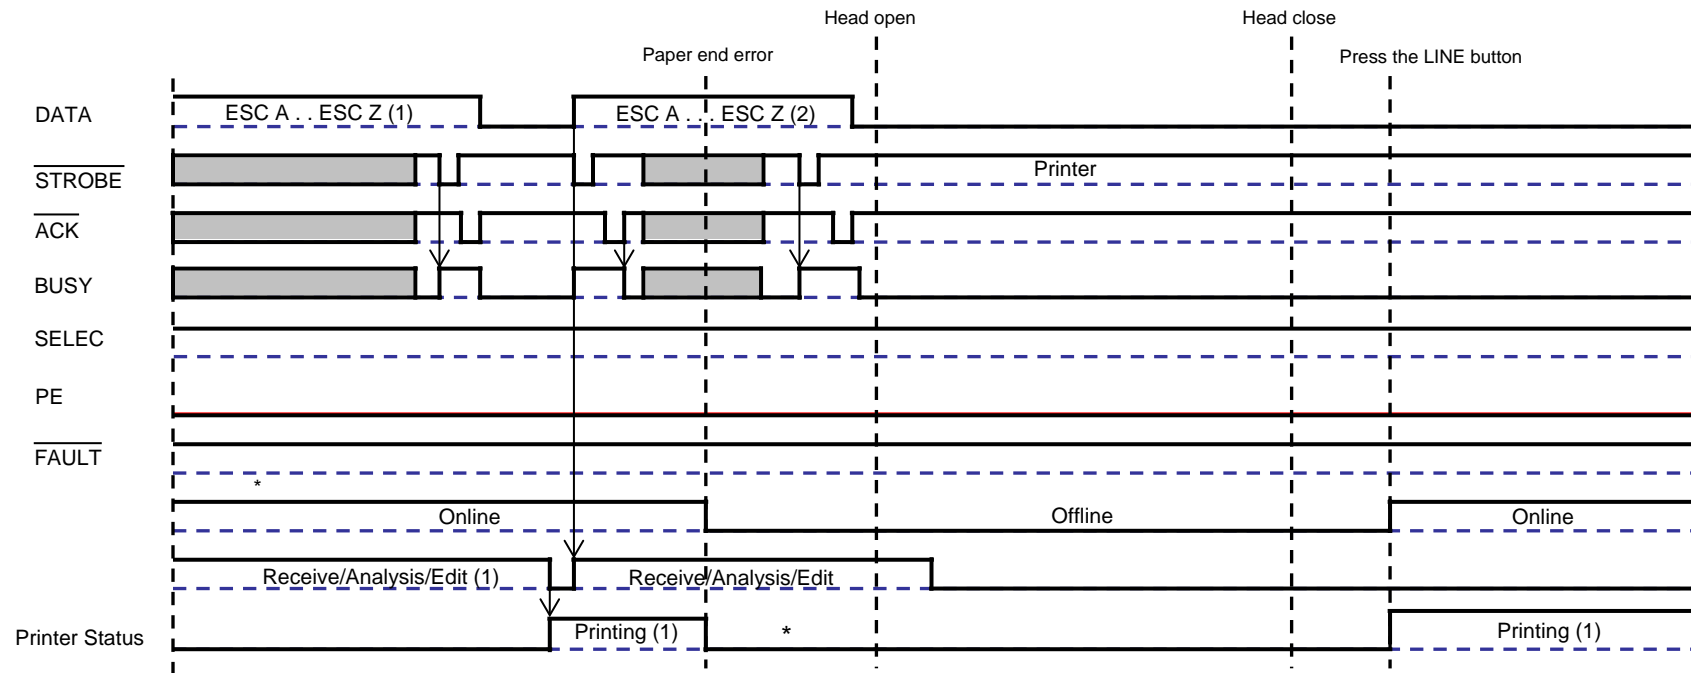 Head open
Head close
Paper end error
Press the LINE button
DATA
ESC A . . ESC Z (1)
ESC A . . . ESC Z (2)
STROBE
Printer
ACK
BUSY
SELEC
PE
FAULT
*
Online
Offline
Online
Receive/Analysis/Edit (1)
Receive/Analysis/Edit
Printer Status
Printing (1)
*
Printing (1)